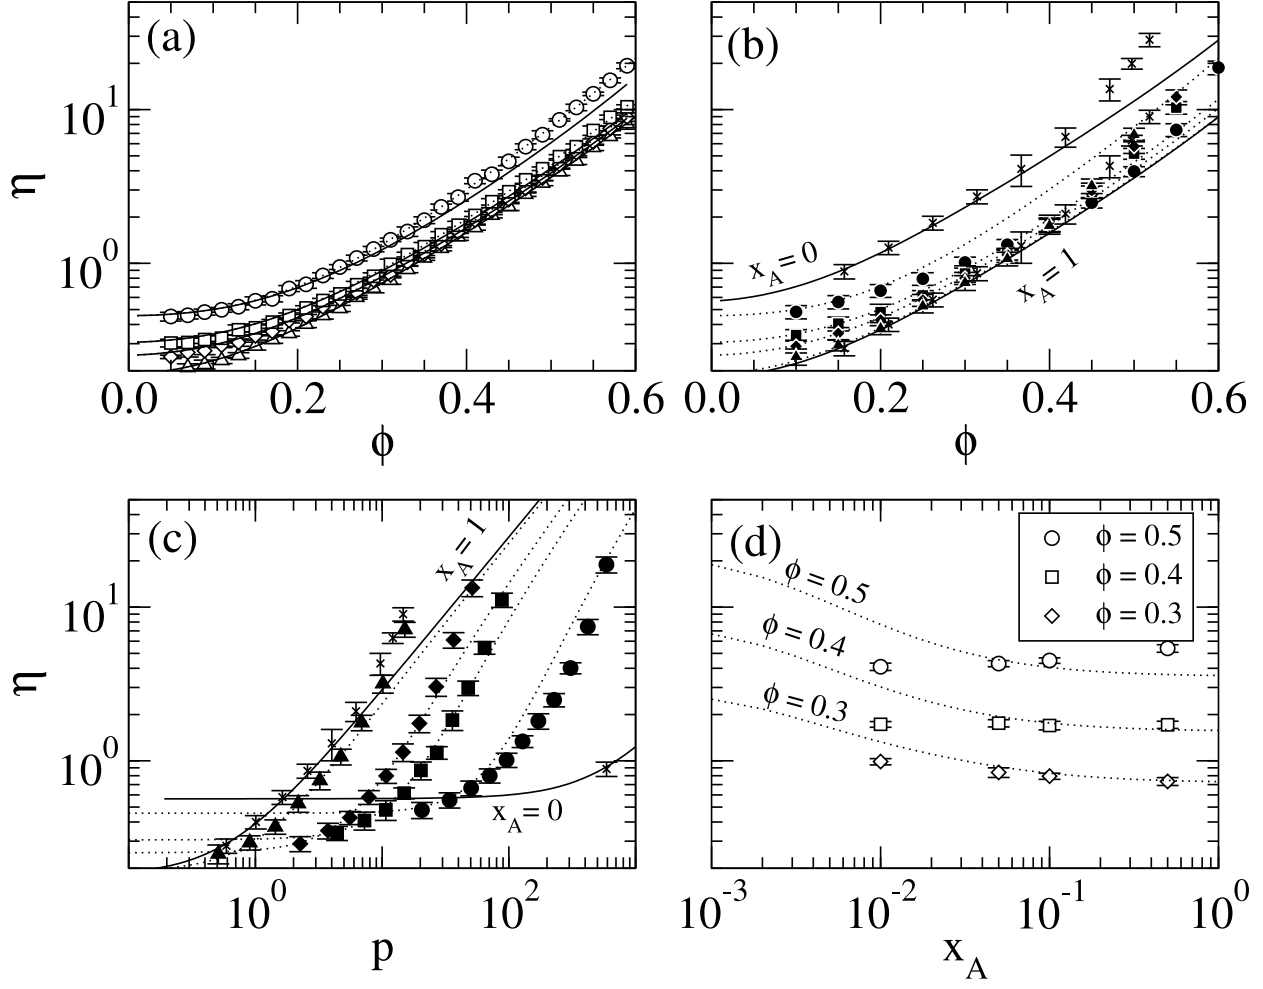 (a)
η
10^1
10^0
0.0 0.2 0.4 0.6
ϕ
(b)
x_A=0
x_A=1
0.0 0.2 0.4 0.6
ϕ
(c)
η
10^1
10^0
x_A=1
x_A=0
10^0 10^2
p
(d)
ϕ = 0.5
ϕ = 0.4
ϕ = 0.3
ϕ = 0.5
ϕ = 0.4
ϕ = 0.3
10^-3 10^-2 10^-1 10^0
x_A